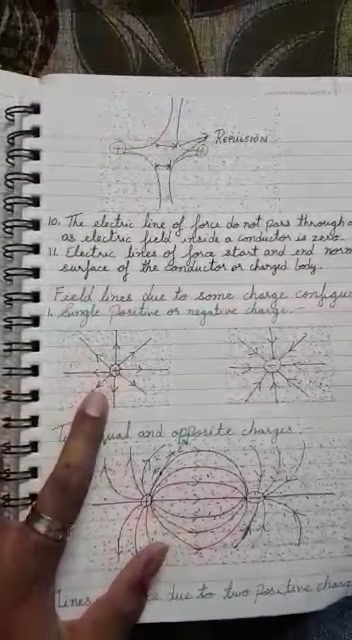 REPULSION
10. The electric line of force do not pass through a
as electric field inside a conductor is zero.
11. Electric lines of force start and end norm
surface of the conductor or charged body.
Field lines due to some charge configu
1. Single positive or negative charge:-
equal and opposite charges:-
lines due to two positive charg